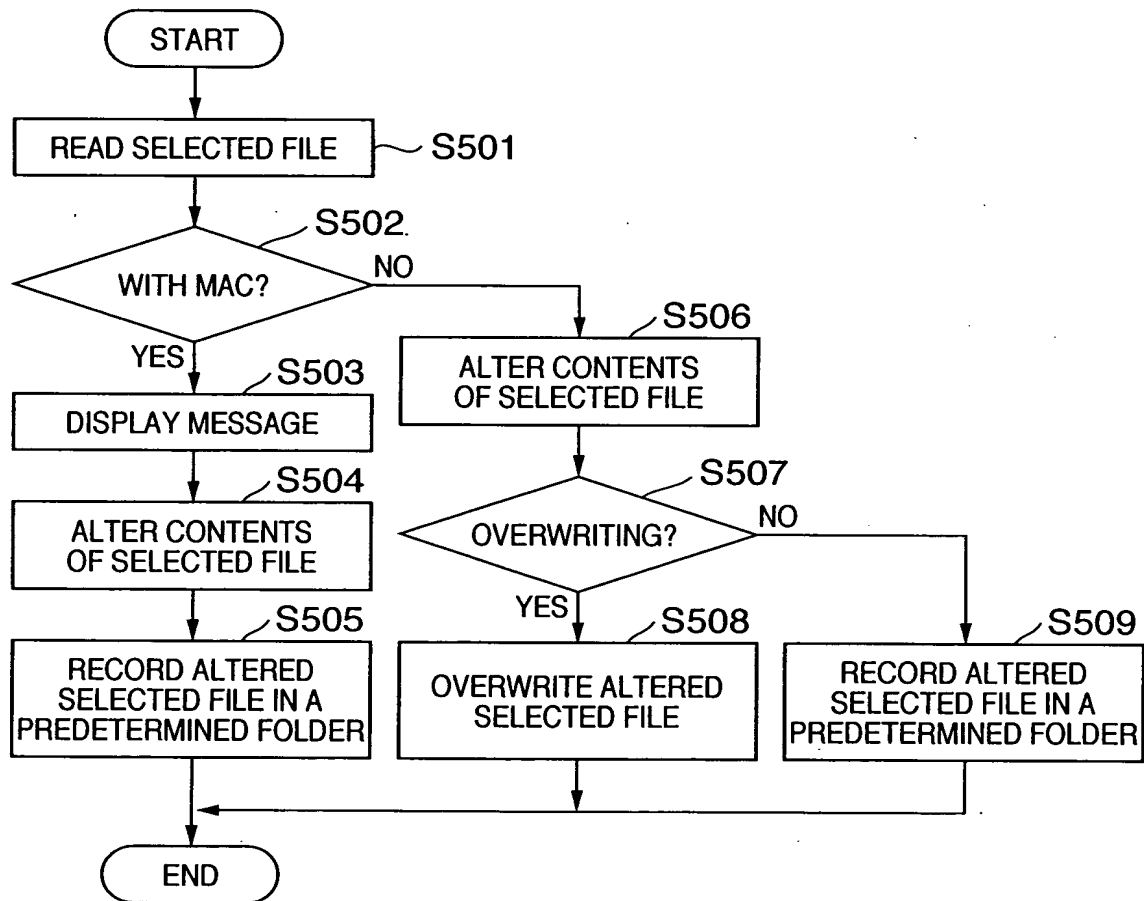 START
READ SELECTED FILE
S501
S502
WITH MAC?
NO
YES
S503
DISPLAY MESSAGE
S504
ALTER CONTENTS
OF SELECTED FILE
S505
RECORD ALTERED
SELECTED FILE IN A
PREDETERMINED FOLDER
S506
ALTER CONTENTS
OF SELECTED FILE
S507
OVERWRITING?
NO
YES
S508
OVERWRITE ALTERED
SELECTED FILE
S509
RECORD ALTERED
SELECTED FILE IN A
PREDETERMINED FOLDER
END